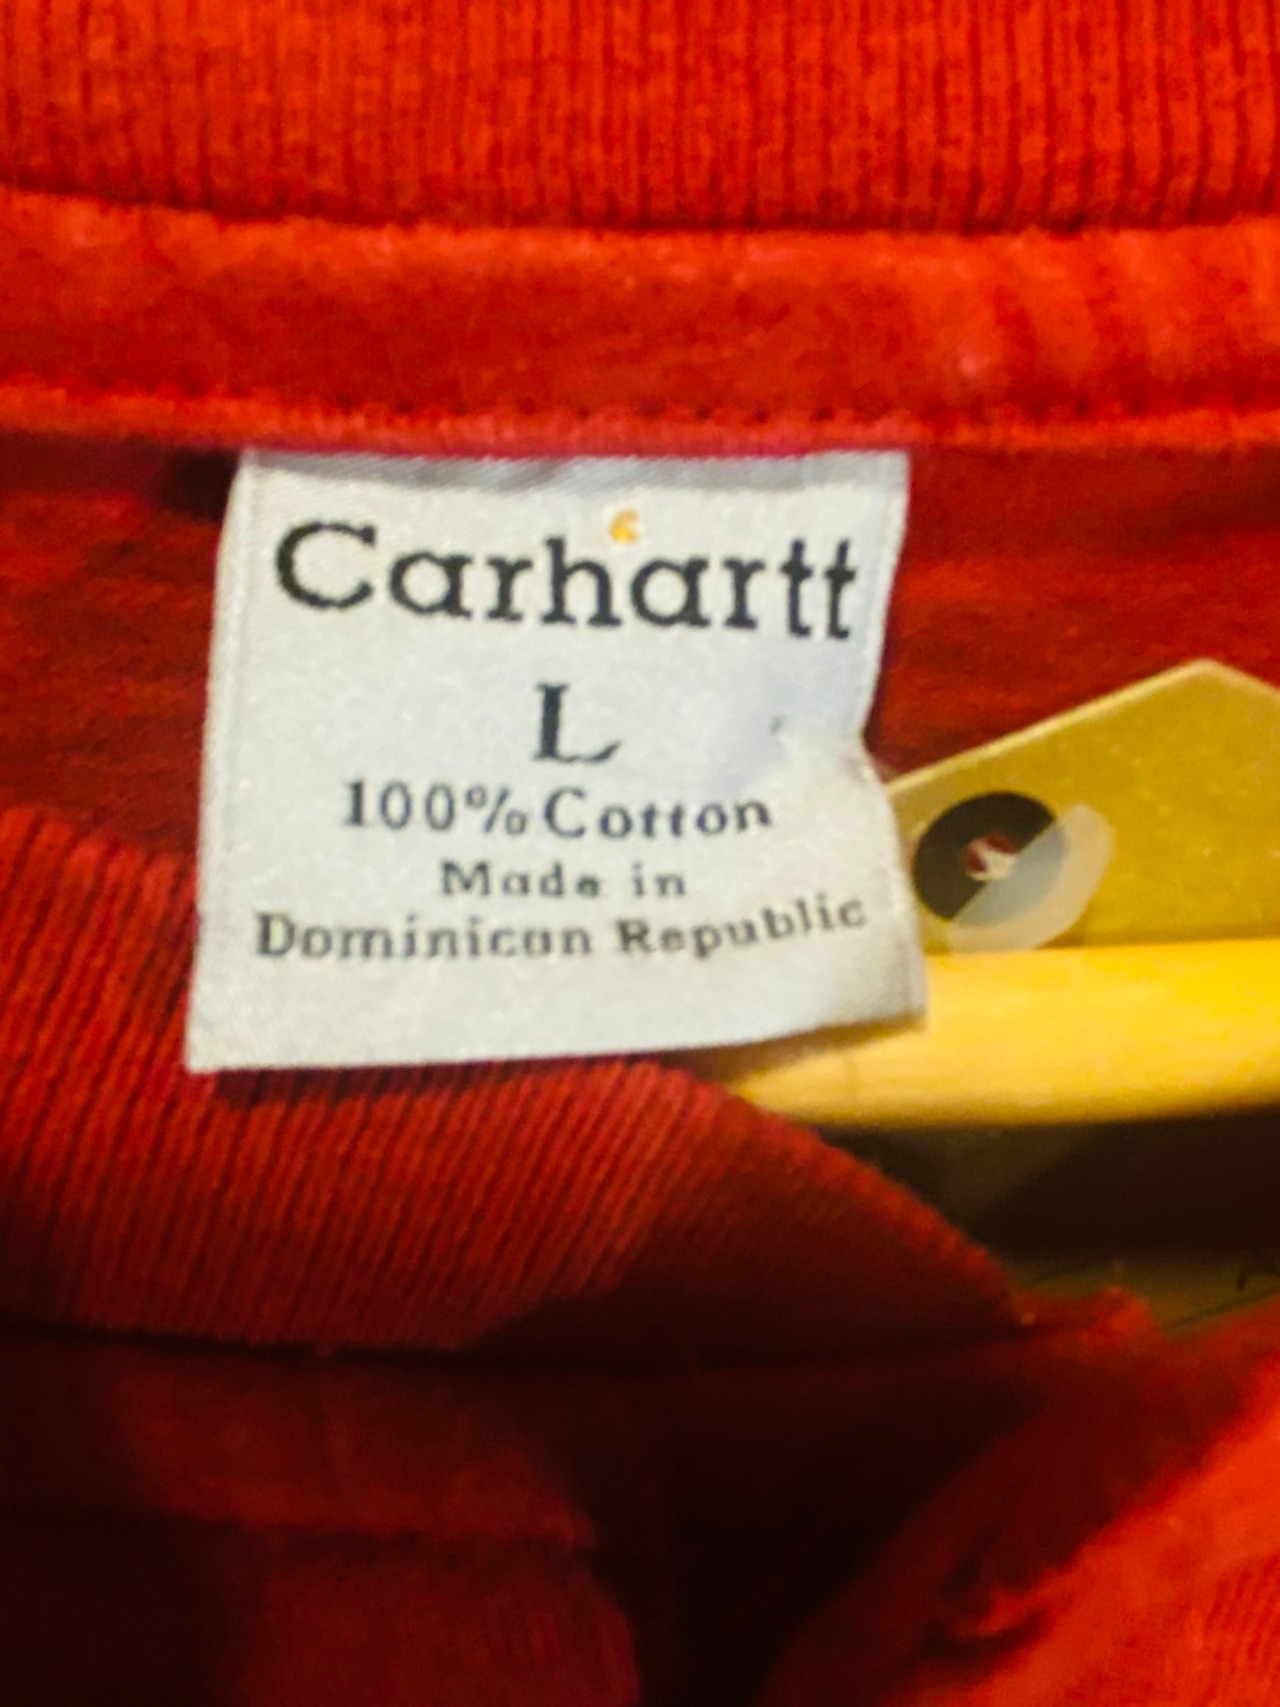 Carhartt
L
100% Cotton
Made in
Dominican Republic